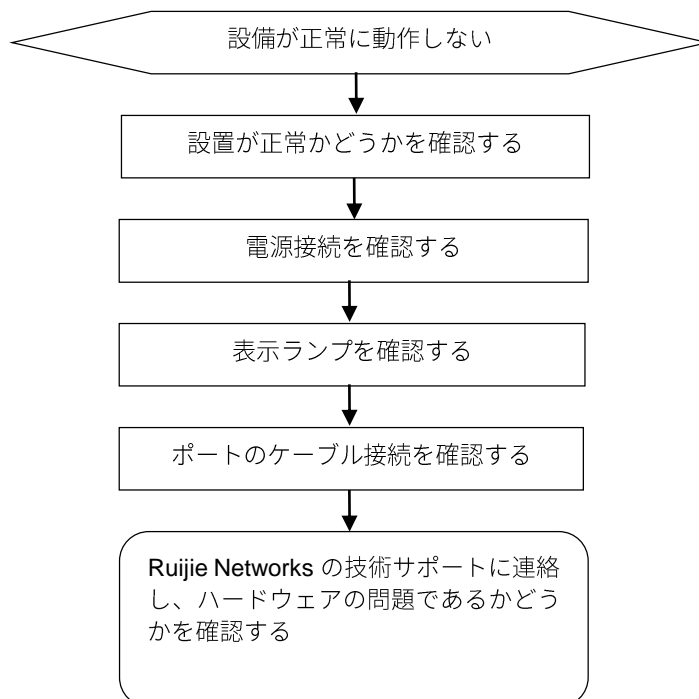 設備が正常に動作しない
設置が正常かどうかを確認する
電源接続を確認する
表示ランプを確認する
ポートのケーブル接続を確認する
Ruijie Networks の技術サポートに連絡
し、ハードウェアの問題であるかどう
かを確認する